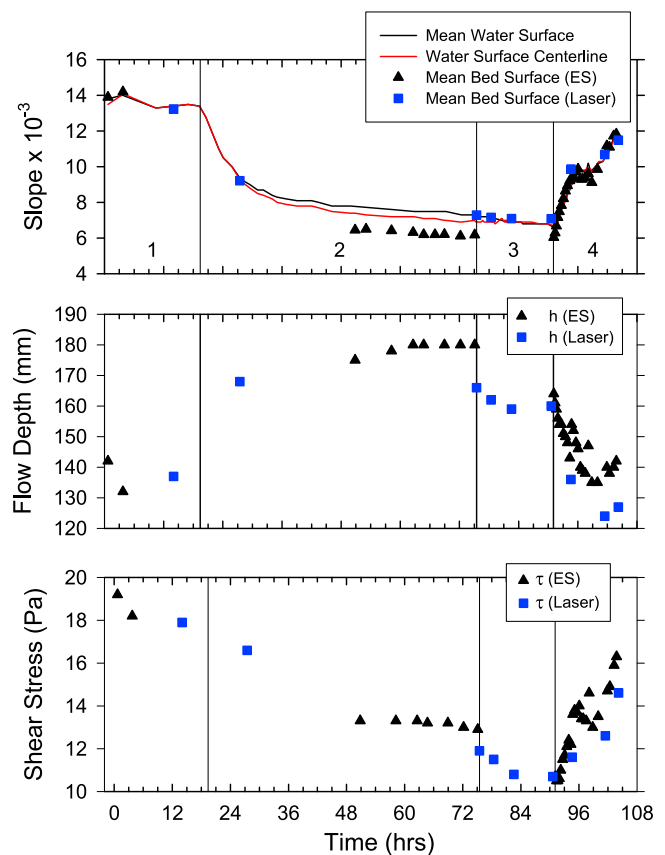 Mean Water Surface
Water Surface Centerline
Mean Bed Surface (ES)
Mean Bed Surface (Laser)
Slope x 10⁻³
16
14
12
10
8
6
4
1
2
3
4
h (ES)
h (Laser)
Flow Depth (mm)
190
180
170
160
150
140
130
120
τ (ES)
τ (Laser)
Shear Stress (Pa)
20
18
16
14
12
10
0 12 24 36 48 60 72 84 96 108
Time (hrs)